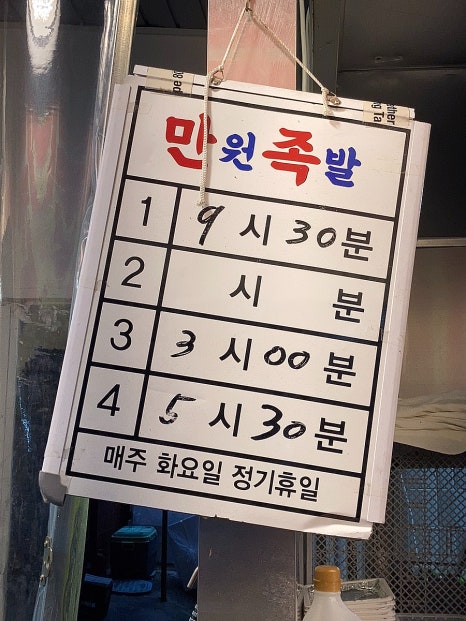 만원족발
1 9시30분
2 시 분
3 3시00분
4 5시30분
매주 화요일 정기휴일